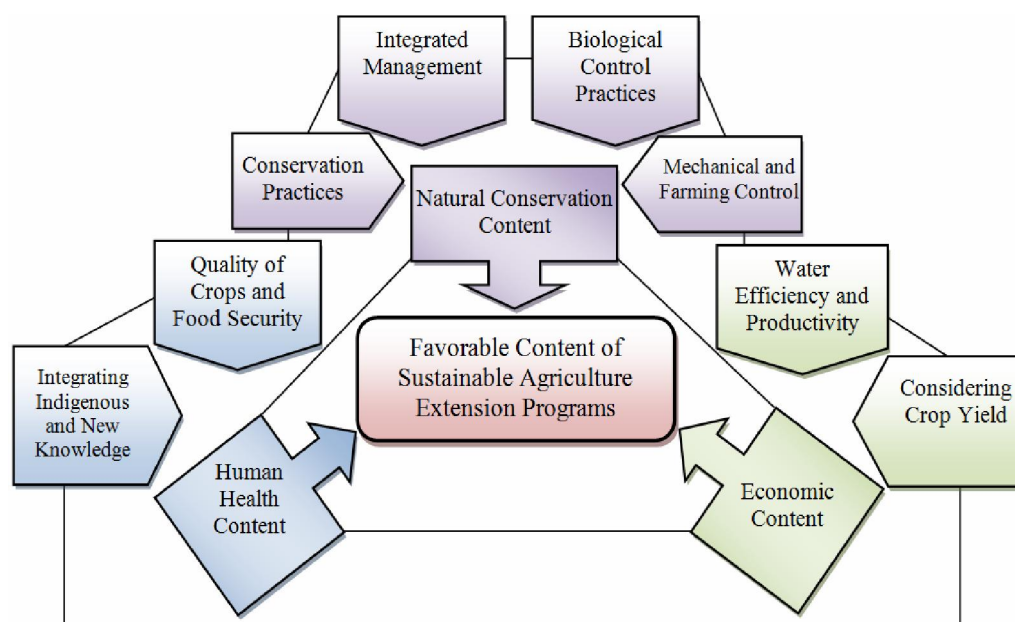 Integrated
Management
Biological
Control
Practices
Conservation
Practices
Mechanical and
Farming Control
Natural Conservation
Content
Quality of
Crops and
Food Security
Water
Efficiency and
Productivity
Favorable Content of
Sustainable Agriculture
Extension Programs
Integrating
Indigenous
and New
Knowledge
Considering
Crop Yield
Human
Health
Content
Economic
Content